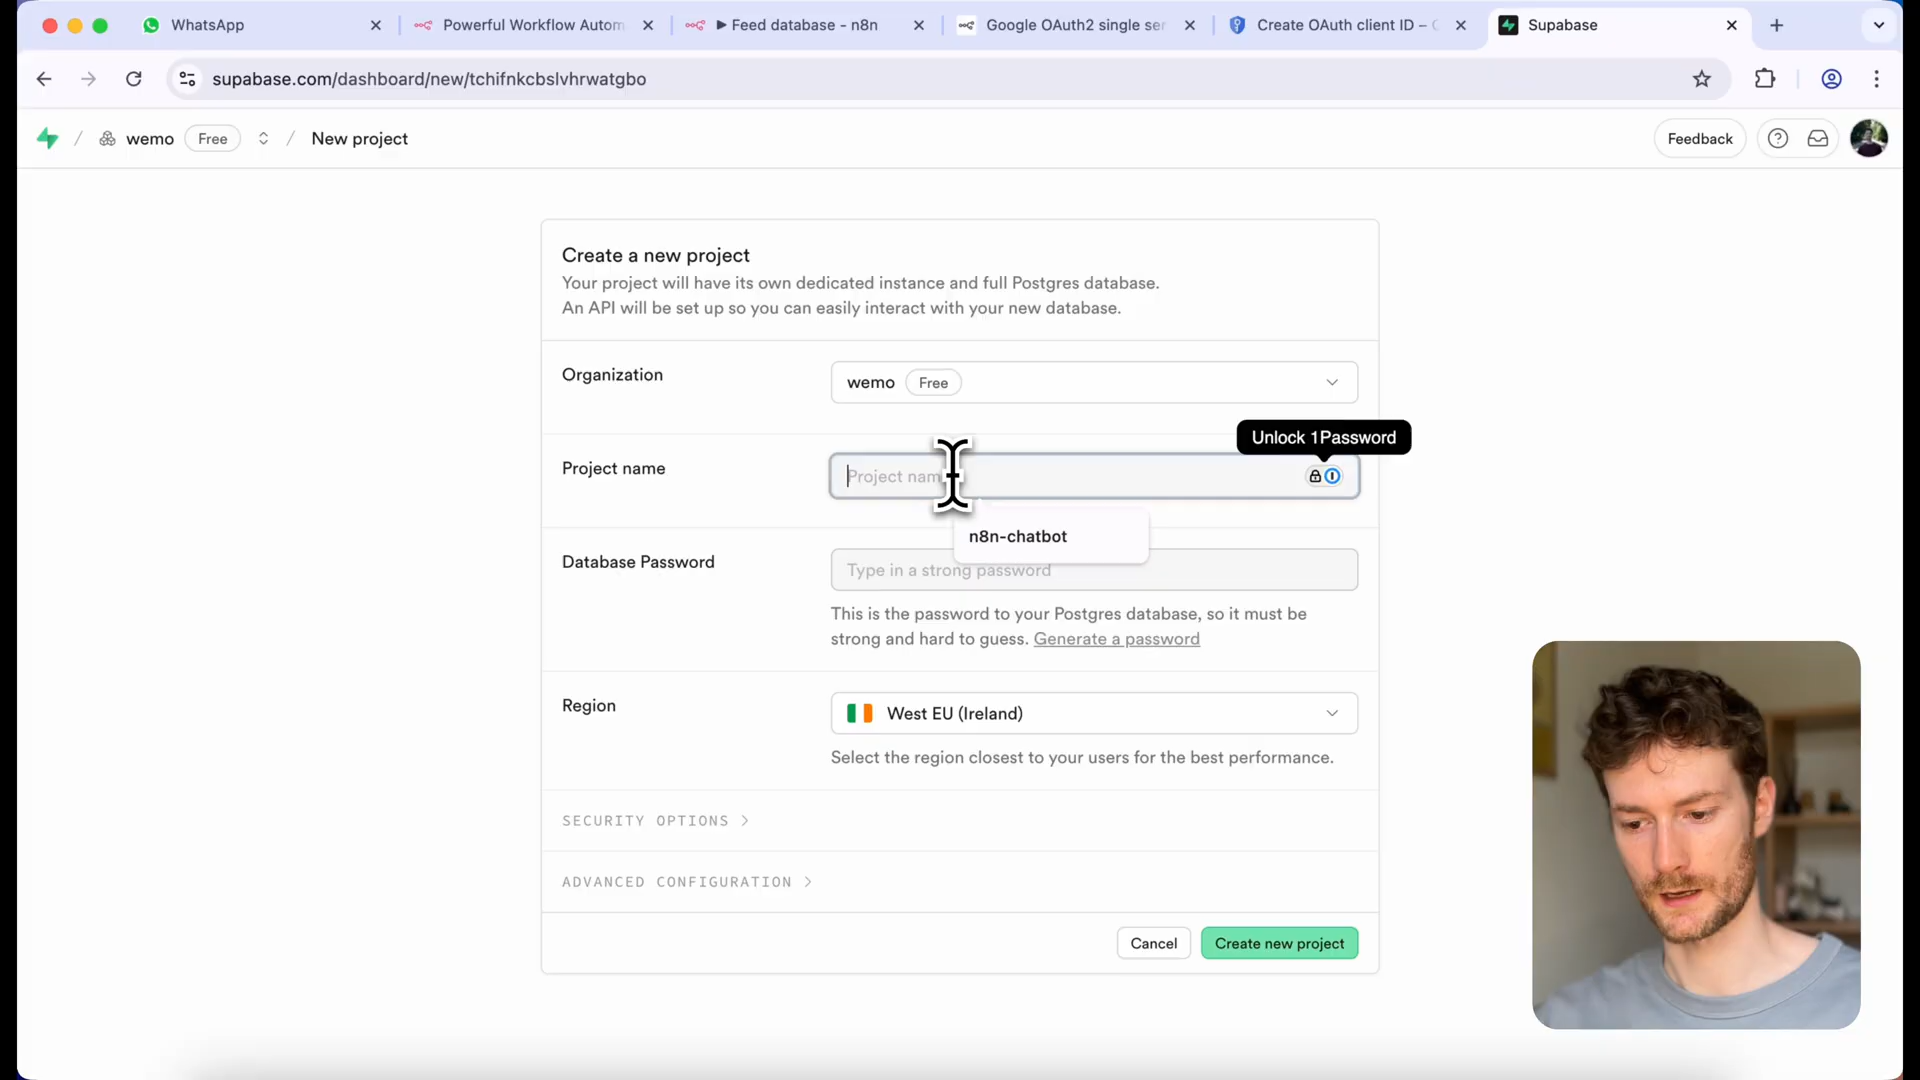 WhatsApp
Powerful Workflow Autom
▶ Feed database - n8n
Google OAuth2 single ser
Create OAuth client ID – G
Supabase
supabase.com/dashboard/new/tchifnkcbslvhrwatgbo
/ wemo Free / New project
Feedback
Create a new project
Your project will have its own dedicated instance and full Postgres database.
An API will be set up so you can easily interact with your new database.
Organization
wemo Free
Unlock 1Password
Project name
Project nam
n8n-chatbot
Database Password
Type in a strong password
This is the password to your Postgres database, so it must be
strong and hard to guess. Generate a password
Region
West EU (Ireland)
Select the region closest to your users for the best performance.
SECURITY OPTIONS >
ADVANCED CONFIGURATION >
Cancel
Create new project